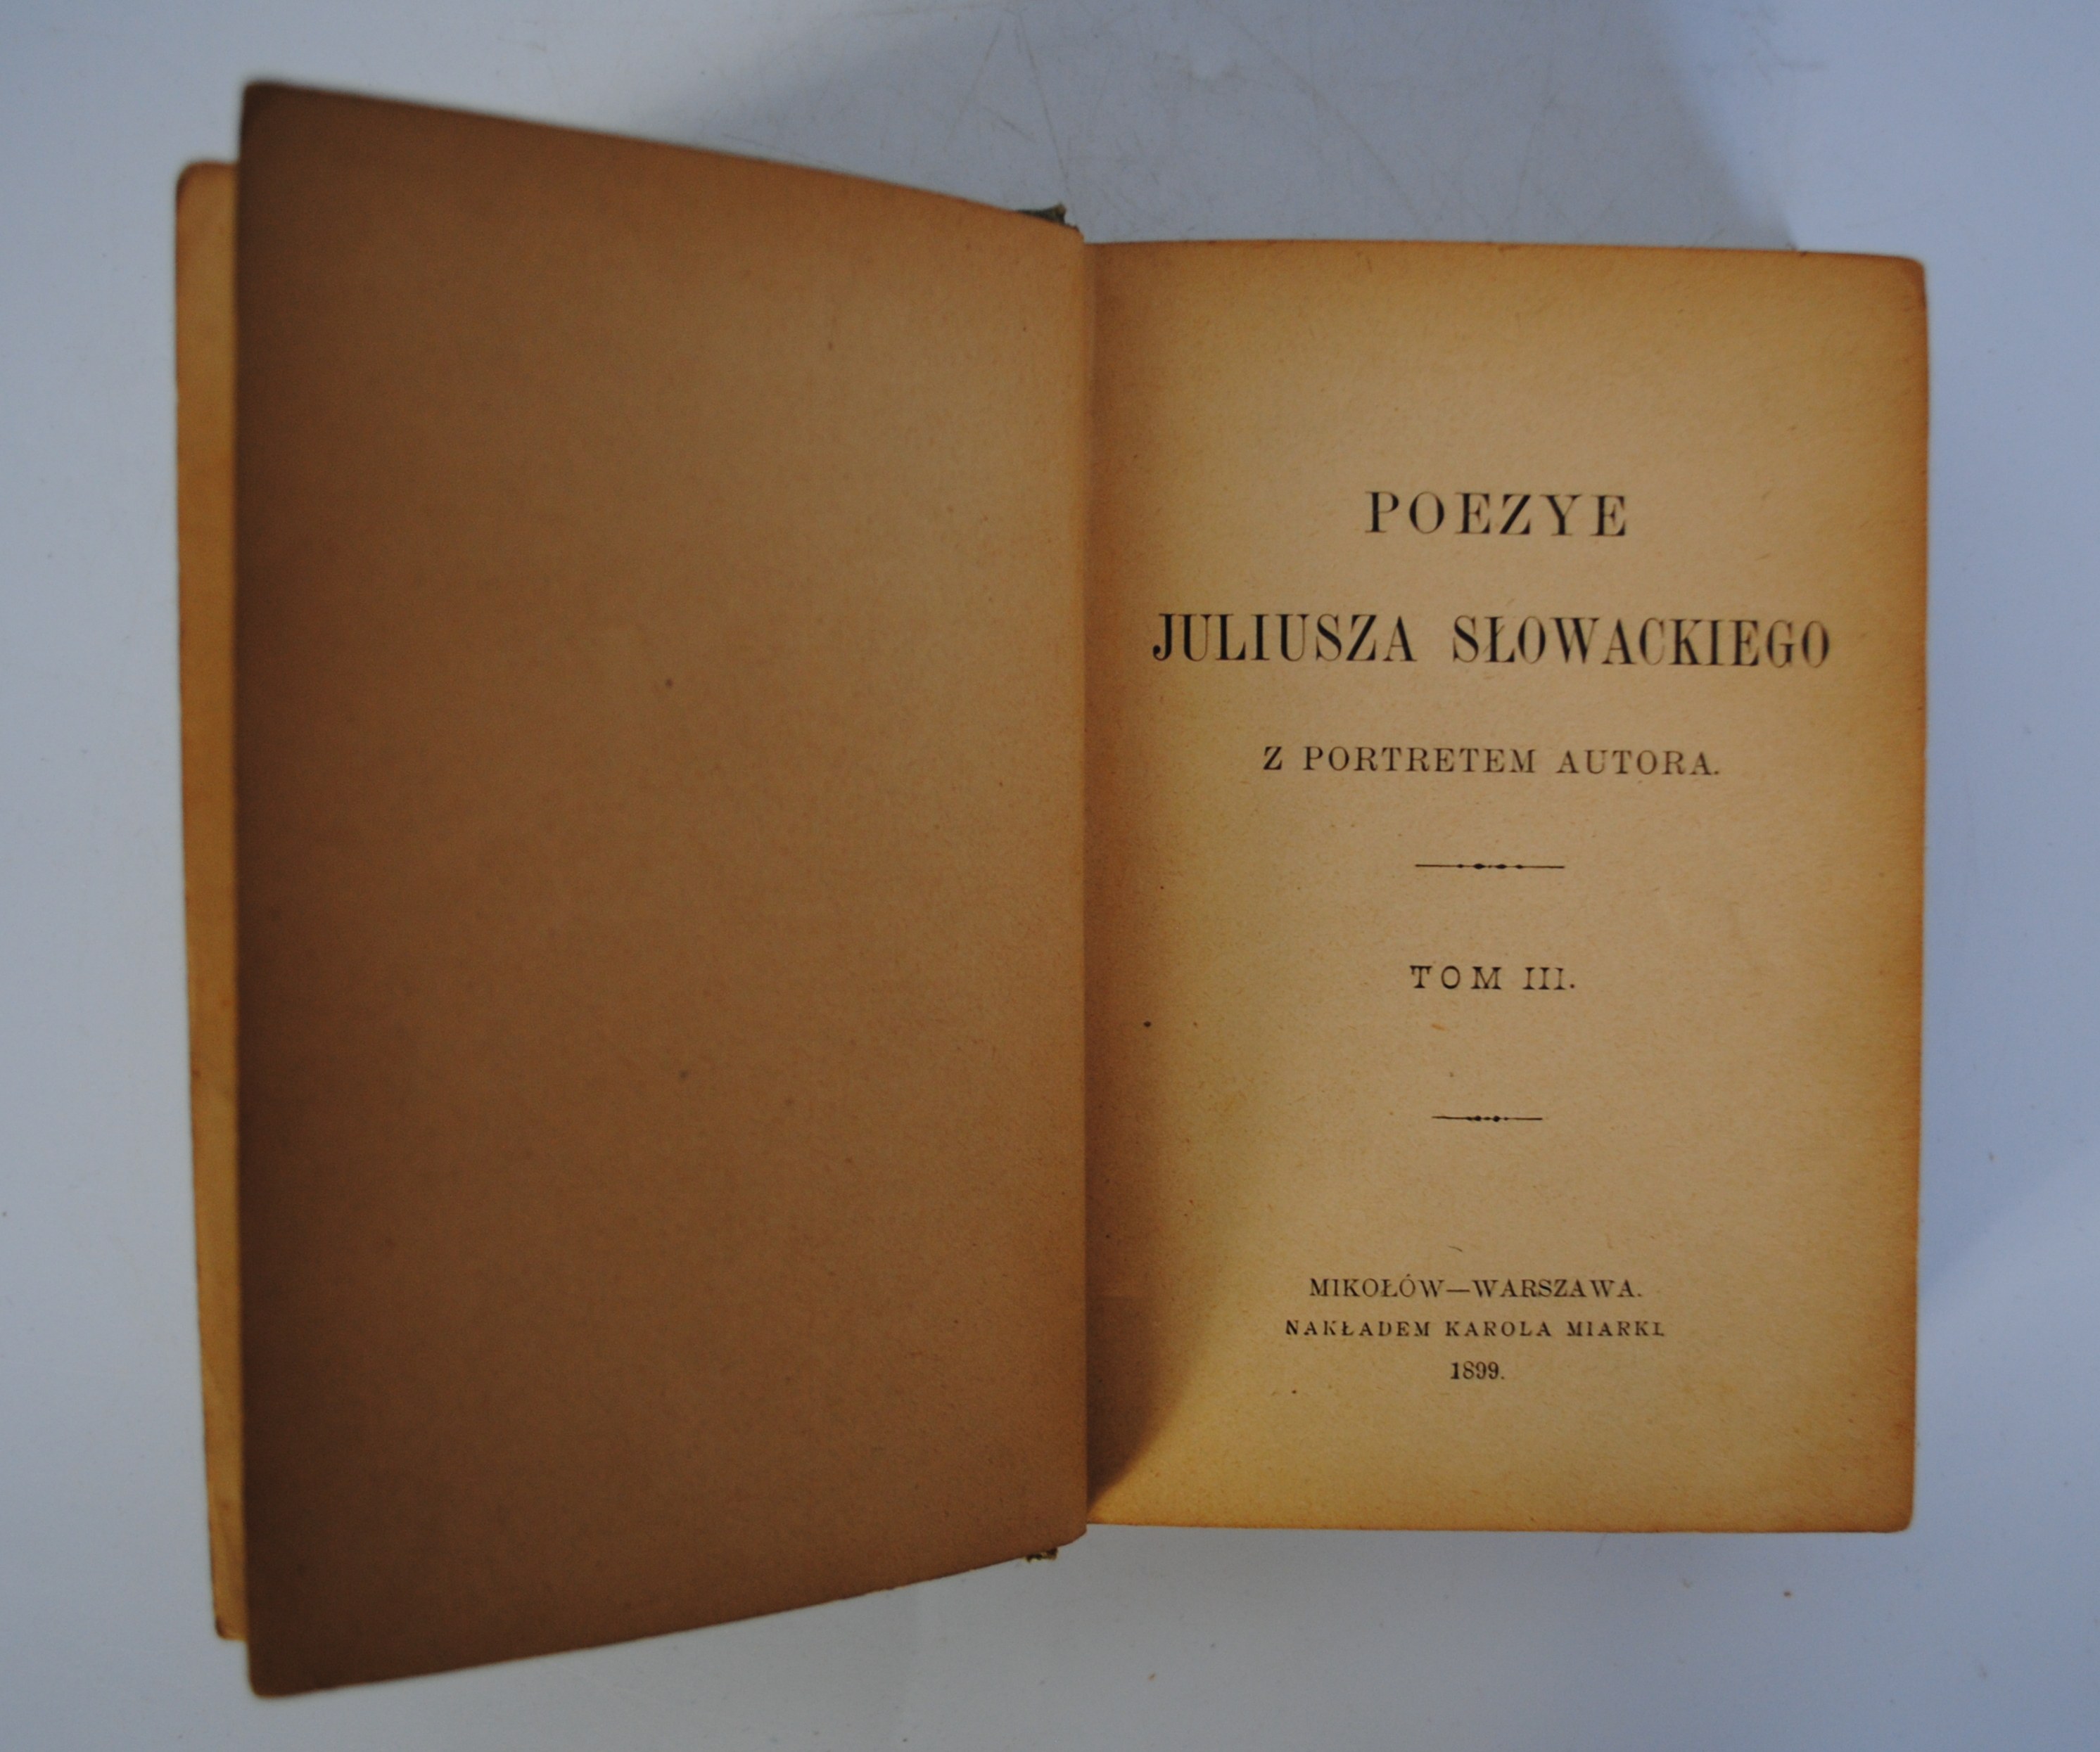 POEZYE
JULIUSZA SŁOWACKIEGO
Z PORTRETEM AUTORA.
TOM III.
MIKOŁÓW—WARSZAWA.
NAKŁADEM KAROLA MIARKI.
1899.